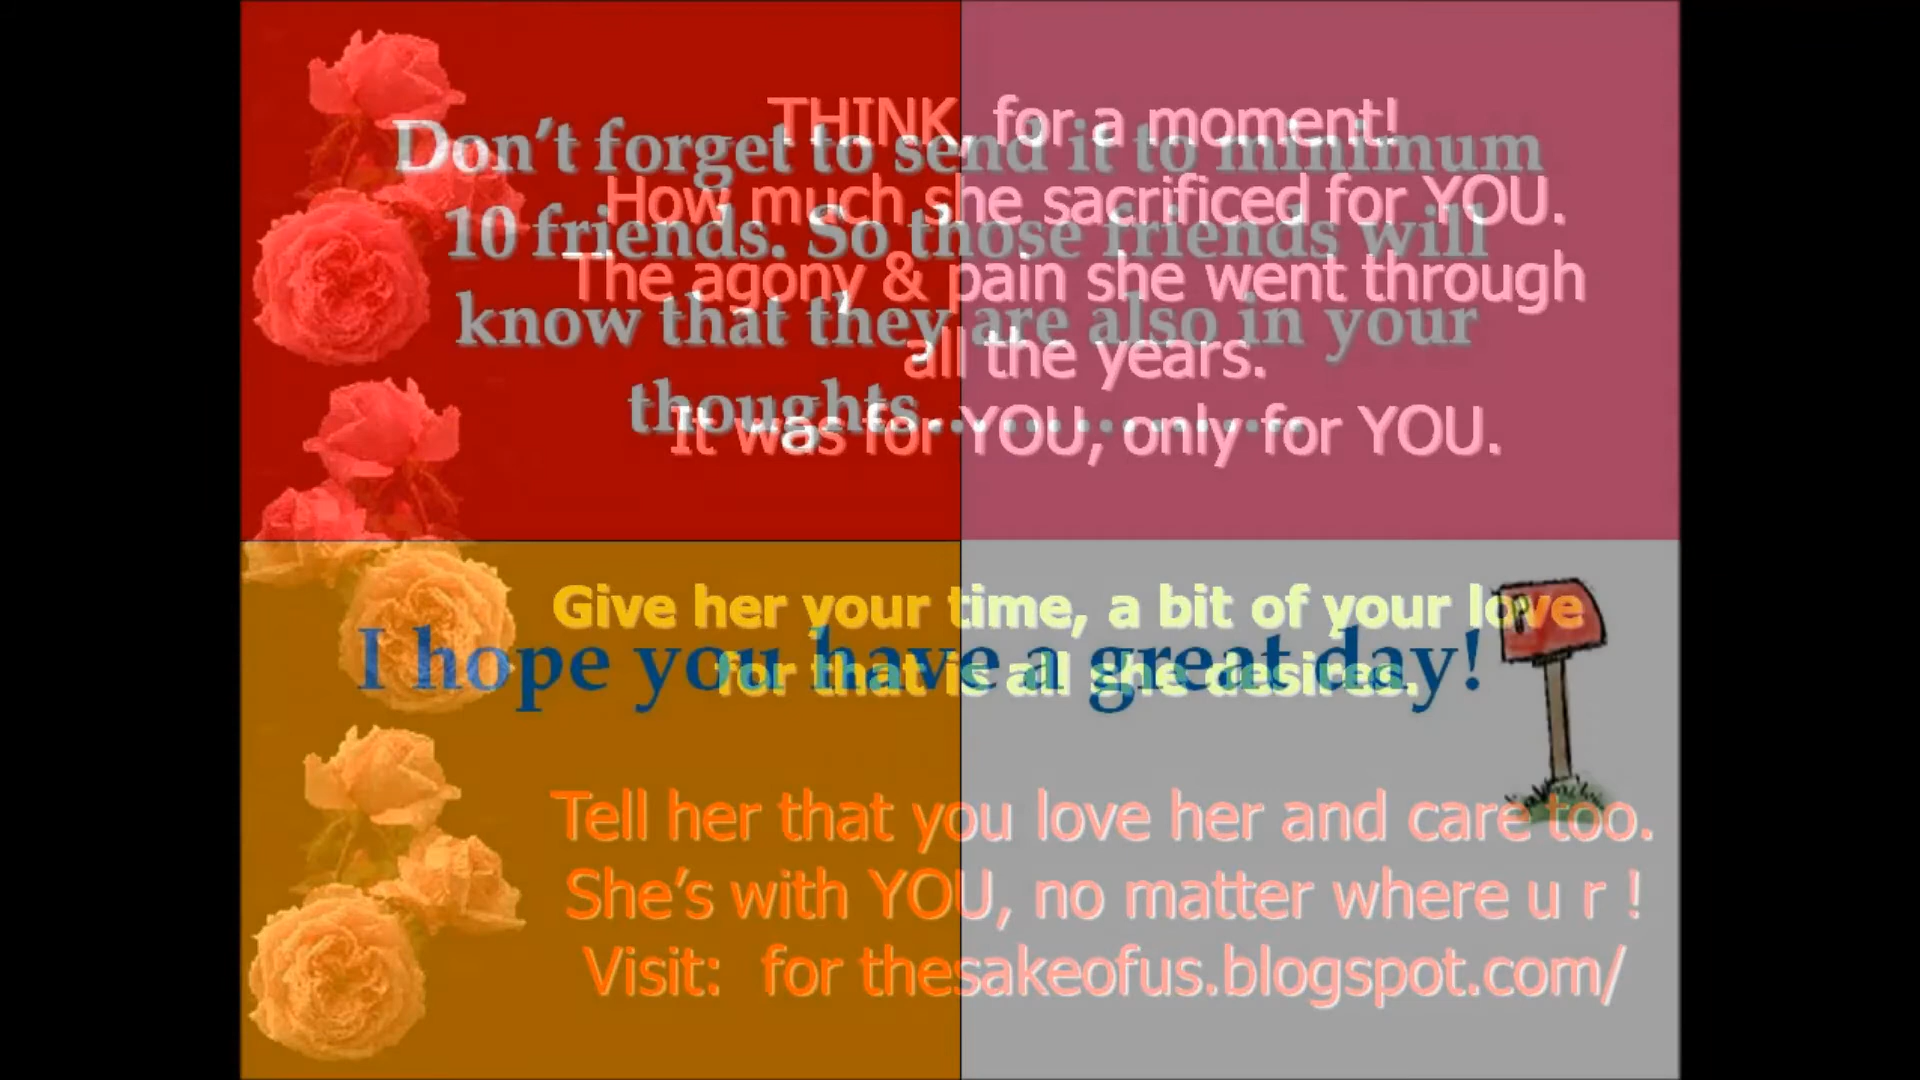 THINK, for a moment!
How much she sacrificed for YOU.
The agony & pain she went through
all the years.
It was for YOU, only for YOU.
Don’t forget to send it to minimum
10 friends. So those friends will
know that they are also in your
thoughts……………..
Give her your time, a bit of your love
for that is all she desires.
I hope you have a great day!
Tell her that you love her and care too.
She’s with YOU, no matter where u r !
Visit:  for thesakeofus.blogspot.com/